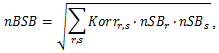 nBSB = √( ∑_{r,s} Korr_{r,s} · nSB_r · nSB_s ,